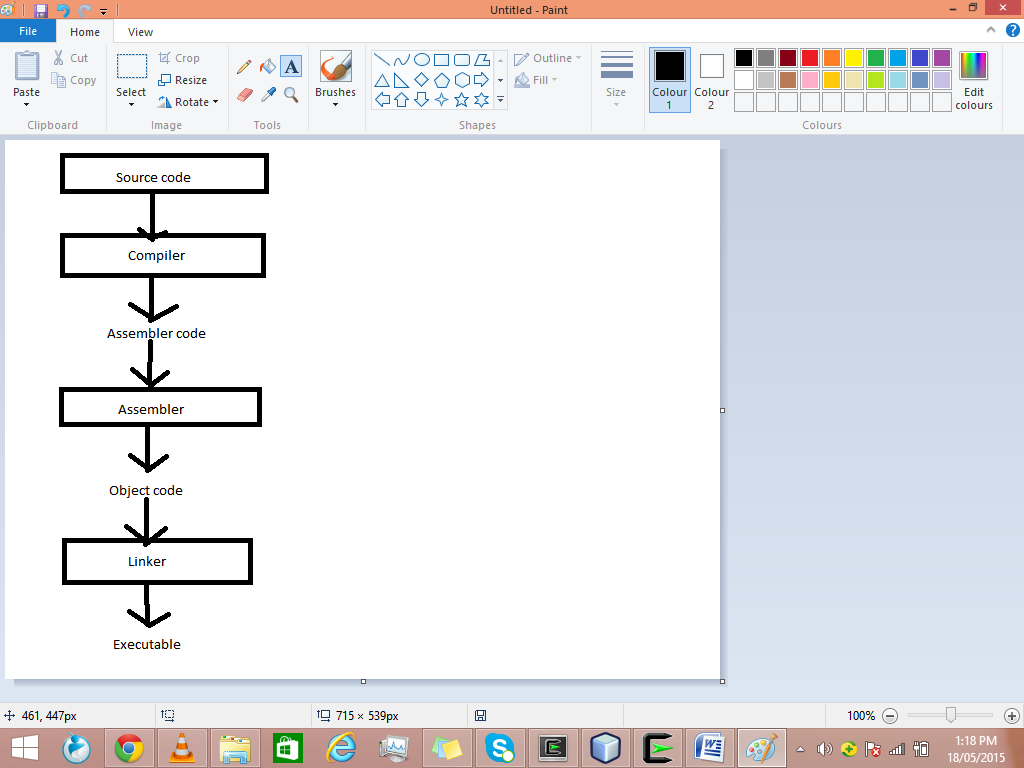 Untitled - Paint
File Home View
Cut
Copy
Paste
Clipboard
Crop
Resize
Rotate
Select
Image
A
Tools
Brushes
Outline
Fill
Shapes
Size
Colour 1
Colour 2
Edit colours
Colours
Source code
Compiler
Assembler code
Assembler
Object code
Linker
Executable
461, 447px
715 × 539px
100%
1:18 PM
18/05/2015